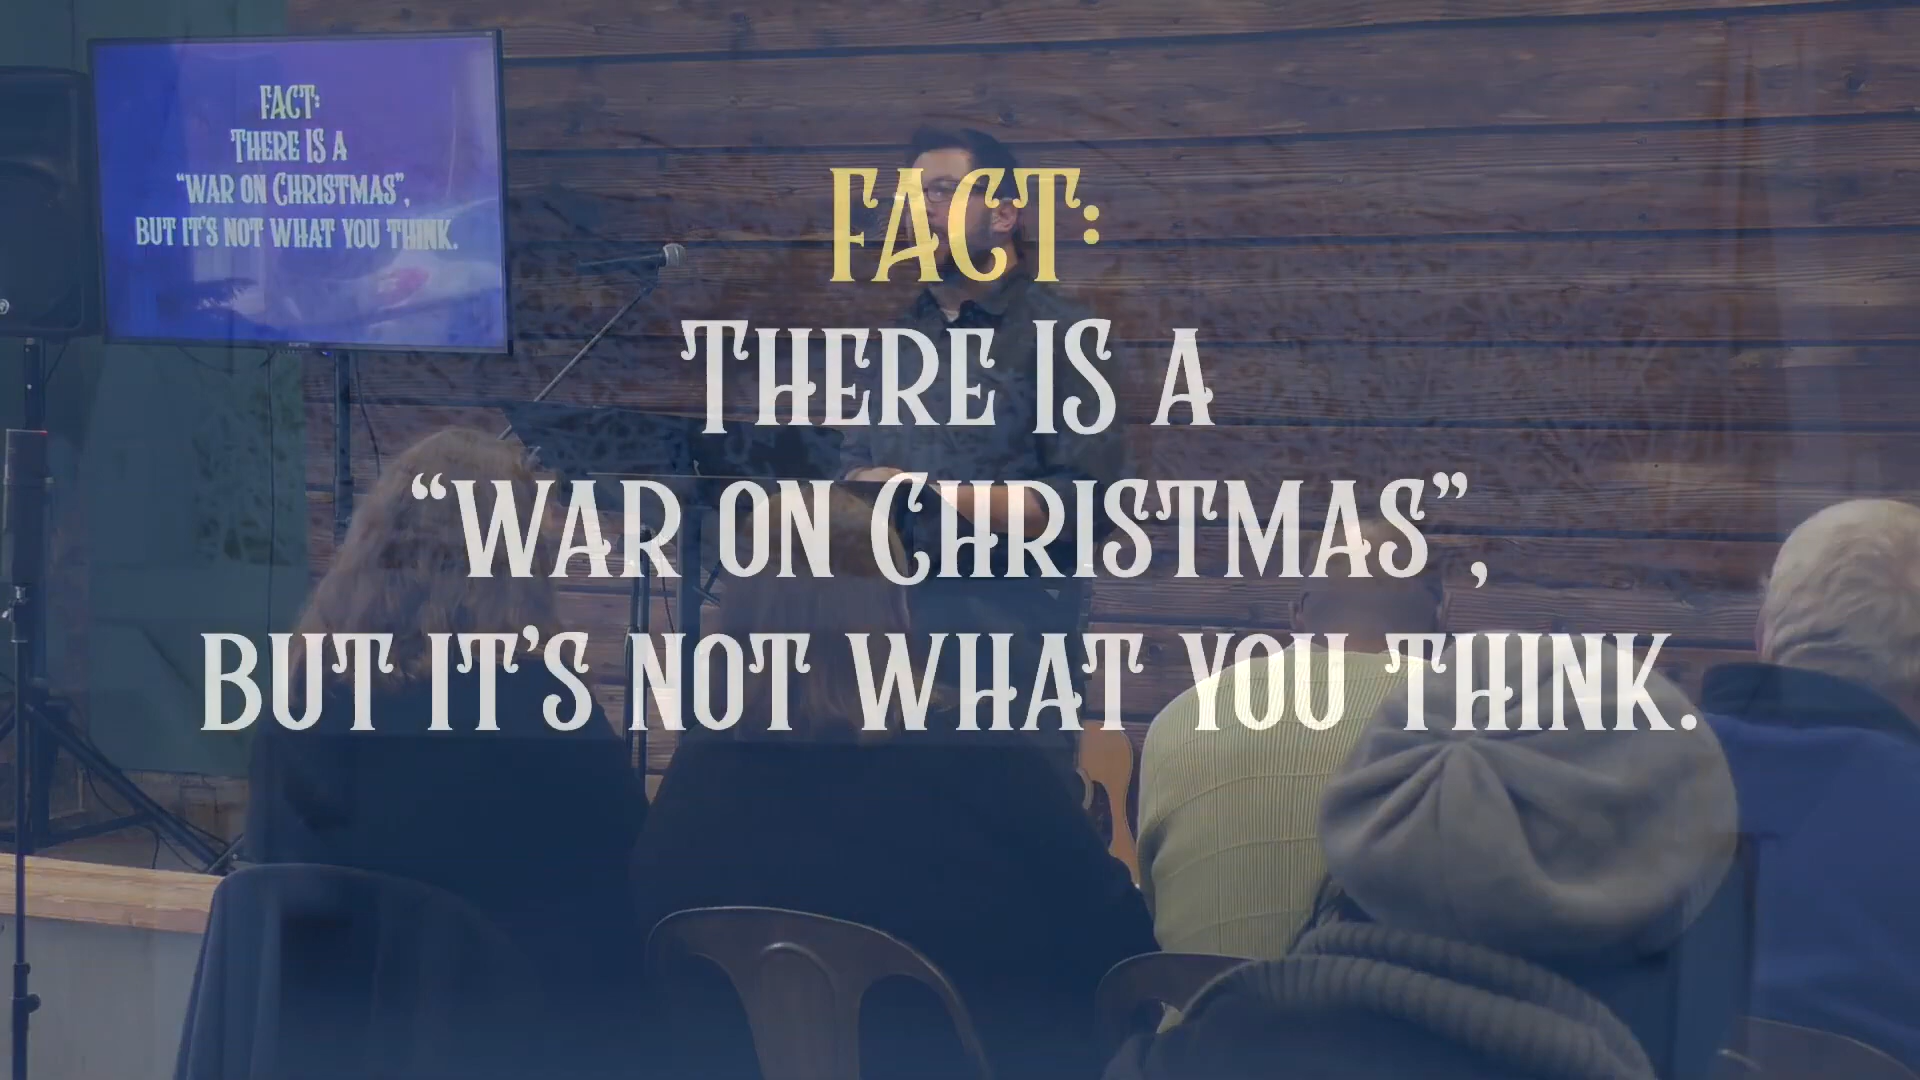 FACT:
THERE IS A
“WAR ON CHRISTMAS”,
BUT IT’S NOT WHAT YOU THINK.
FACT:
THERE IS A
“WAR ON CHRISTMAS”,
BUT IT’S NOT WHAT YOU THINK.